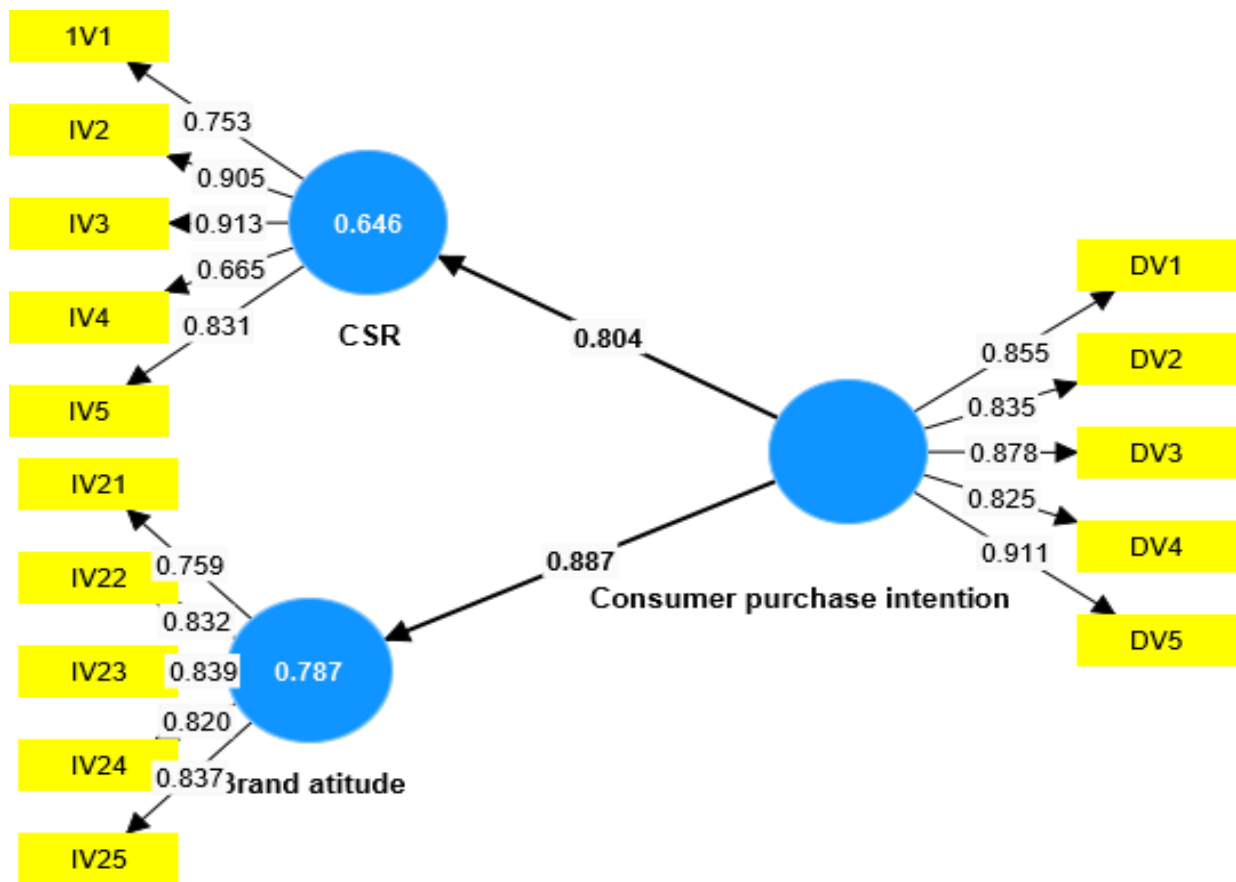 1V1
0.753
IV2
0.905
IV3
0.913
0.646
0.665
IV4
0.831
CSR
IV5
0.804
DV1
0.855
DV2
0.835
0.878
DV3
0.825
DV4
0.911
DV5
Consumer purchase intention
0.887
IV21
0.759
IV22
0.832
IV23
0.839
0.787
0.820
IV24
0.837
Brand atitude
IV25